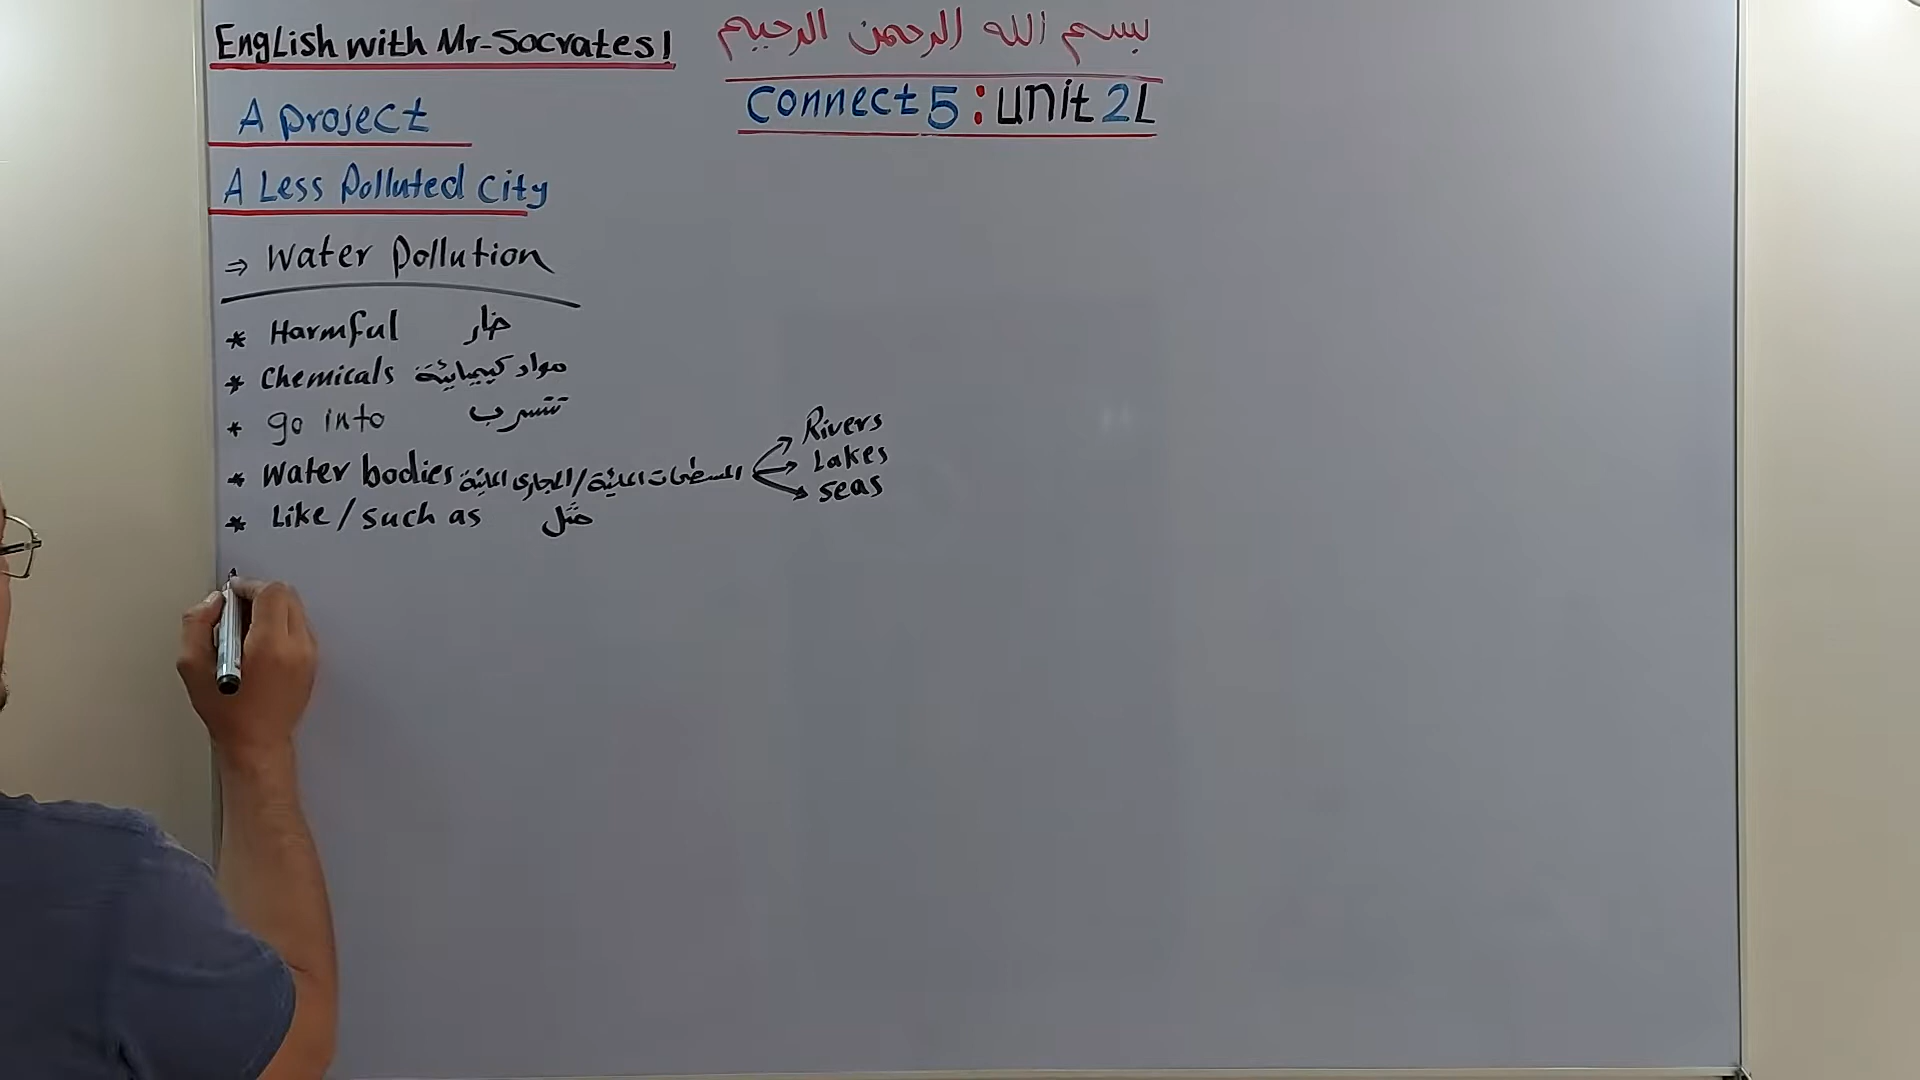 English with Mr-Socrates!
بسم الله الرحمن الرحيم
A project
Connect 5 : Unit 2L
A Less polluted city
⇒ Water pollution
* Harmful ضار
* chemicals مواد كيميائية
* go into تتسرب
* water bodies المسطحات المائية / المجارى المائية
Rivers
Lakes
seas
* Like / such as مثل